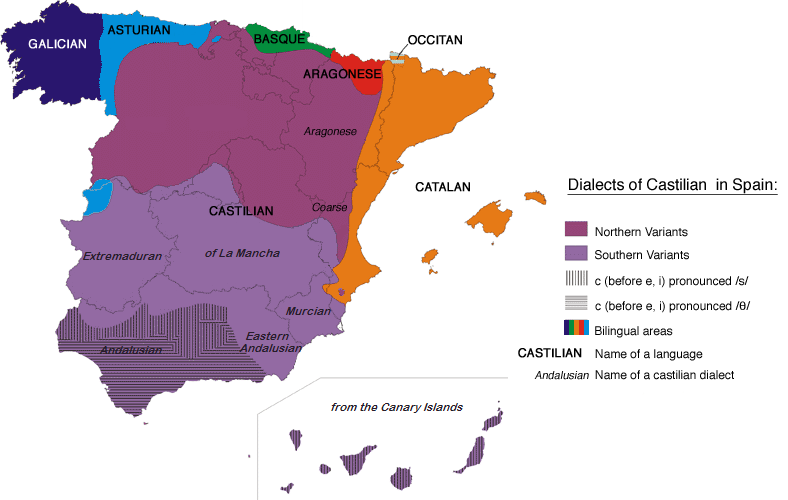 GALICIAN
ASTURIAN
BASQUE
OCCITAN
ARAGONESE
Aragonese
CATALAN
Coarse
CASTILIAN
of La Mancha
Extremaduran
Murcian
Eastern
Andalusian
Andalusian
from the Canary Islands
Dialects of Castilian in Spain:
Northern Variants
Southern Variants
c (before e, i) pronounced /s/
c (before e, i) pronounced /θ/
Bilingual areas
CASTILIAN Name of a language
Andalusian Name of a castilian dialect